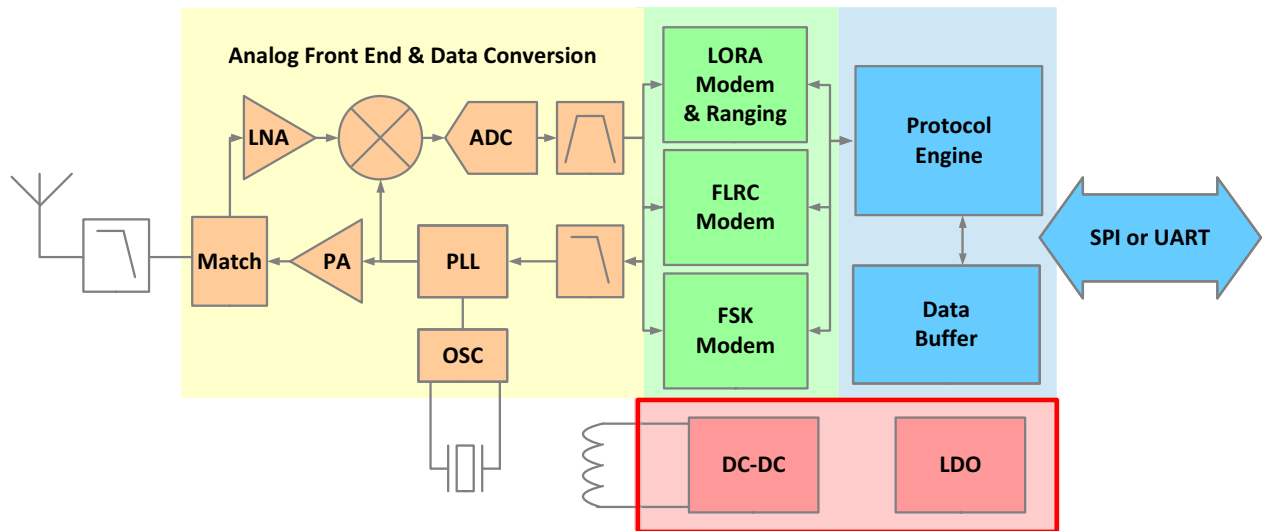 Analog Front End & Data Conversion
LORA
Modem
& Ranging
Protocol
Engine
LNA
ADC
FLRC
Modem
SPI or UART
Match
PA
PLL
FSK
Modem
Data
Buffer
OSC
DC-DC
LDO